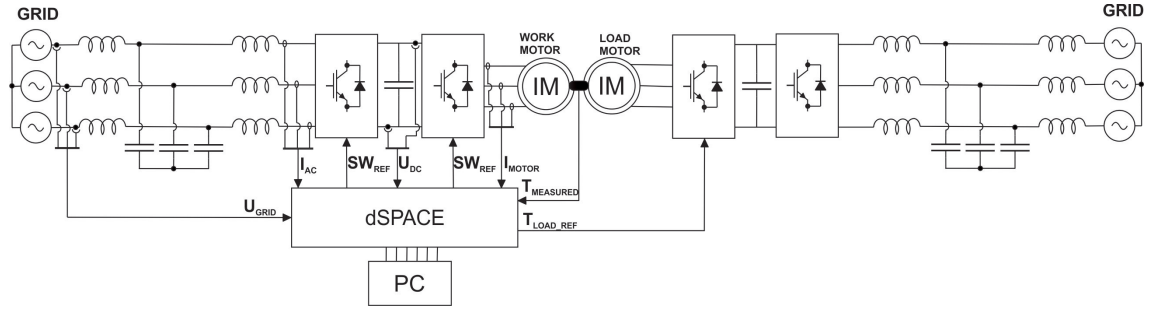 GRID
GRID
WORK
MOTOR
LOAD
MOTOR
IM
IM
I_AC
SW_REF
U_DC
SW_REF
I_MOTOR
T_MEASURED
U_GRID
dSPACE
T_LOAD_REF
PC